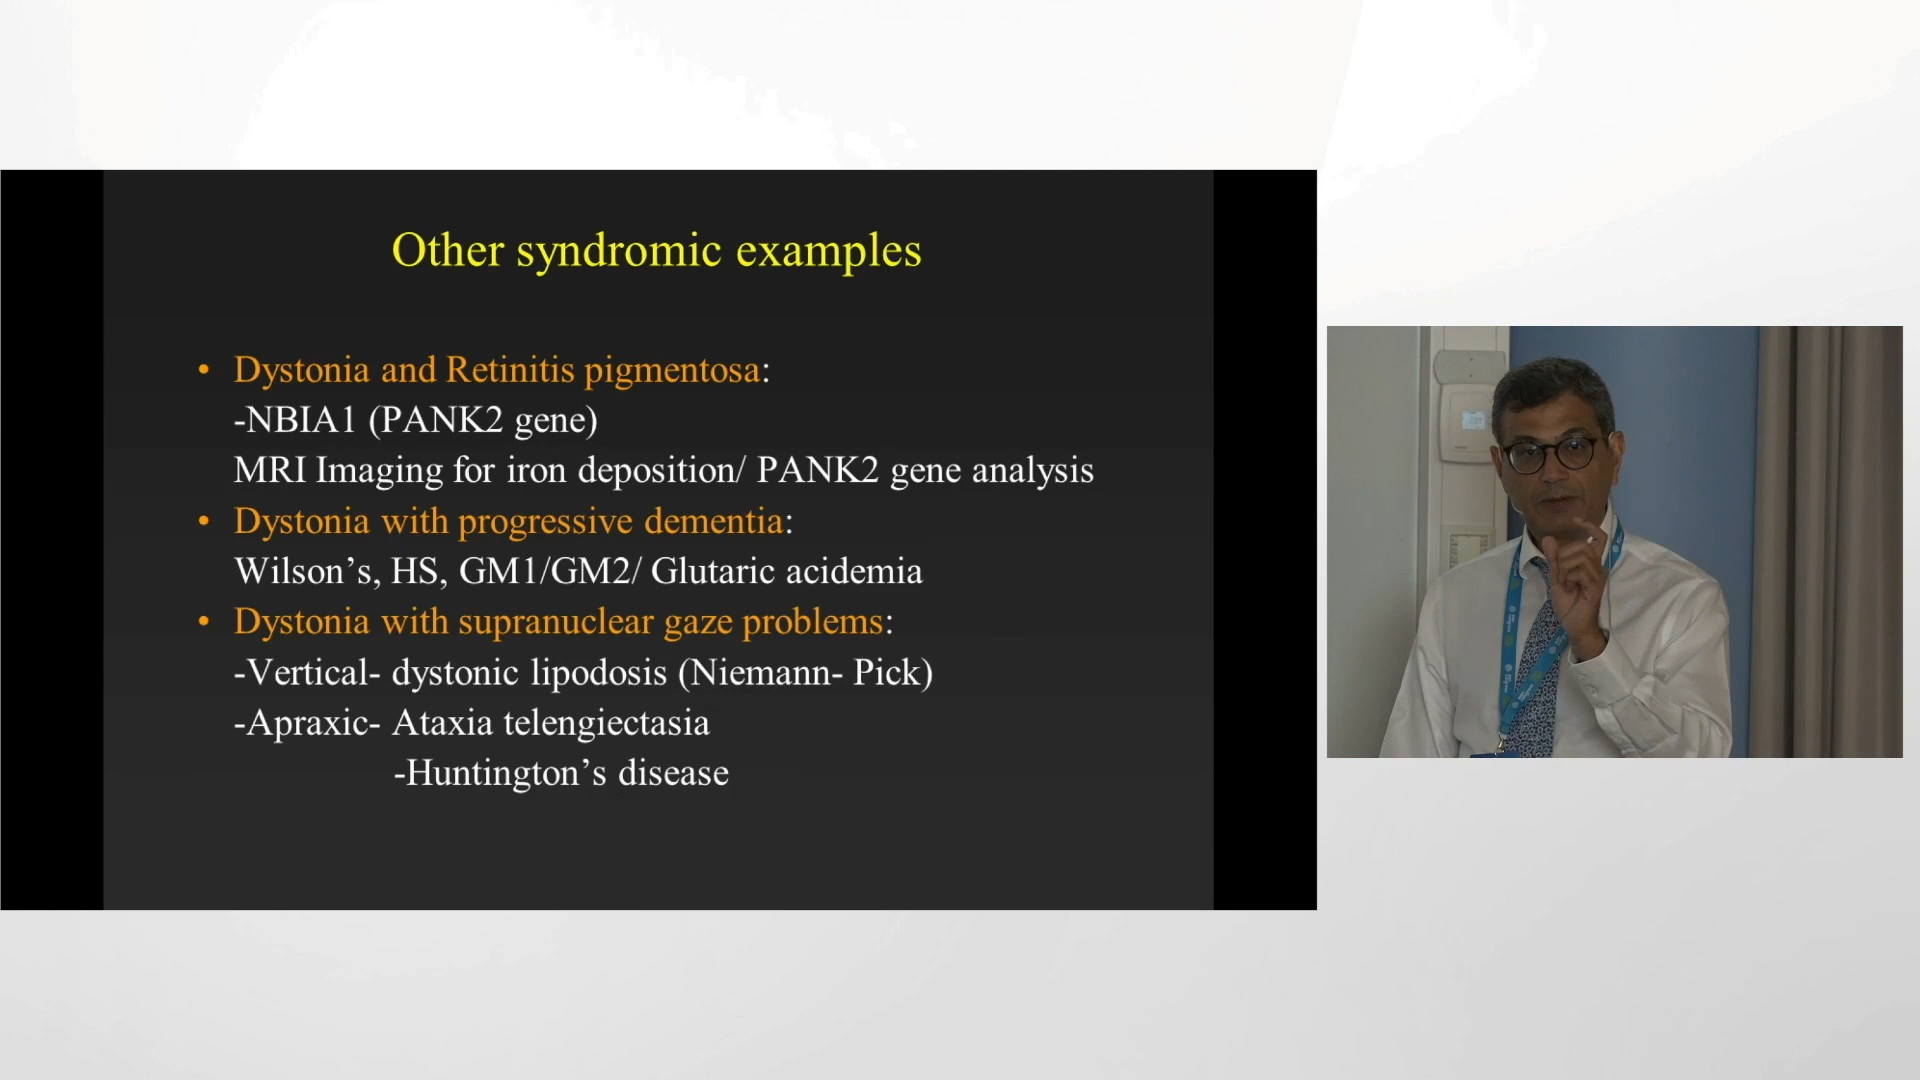 Other syndromic examples
• Dystonia and Retinitis pigmentosa:
-NBIA1 (PANK2 gene)
MRI Imaging for iron deposition/ PANK2 gene analysis
• Dystonia with progressive dementia:
Wilson’s, HS, GM1/GM2/ Glutaric acidemia
• Dystonia with supranuclear gaze problems:
-Vertical- dystonic lipodosis (Niemann- Pick)
-Apraxic- Ataxia telengiectasia
-Huntington’s disease